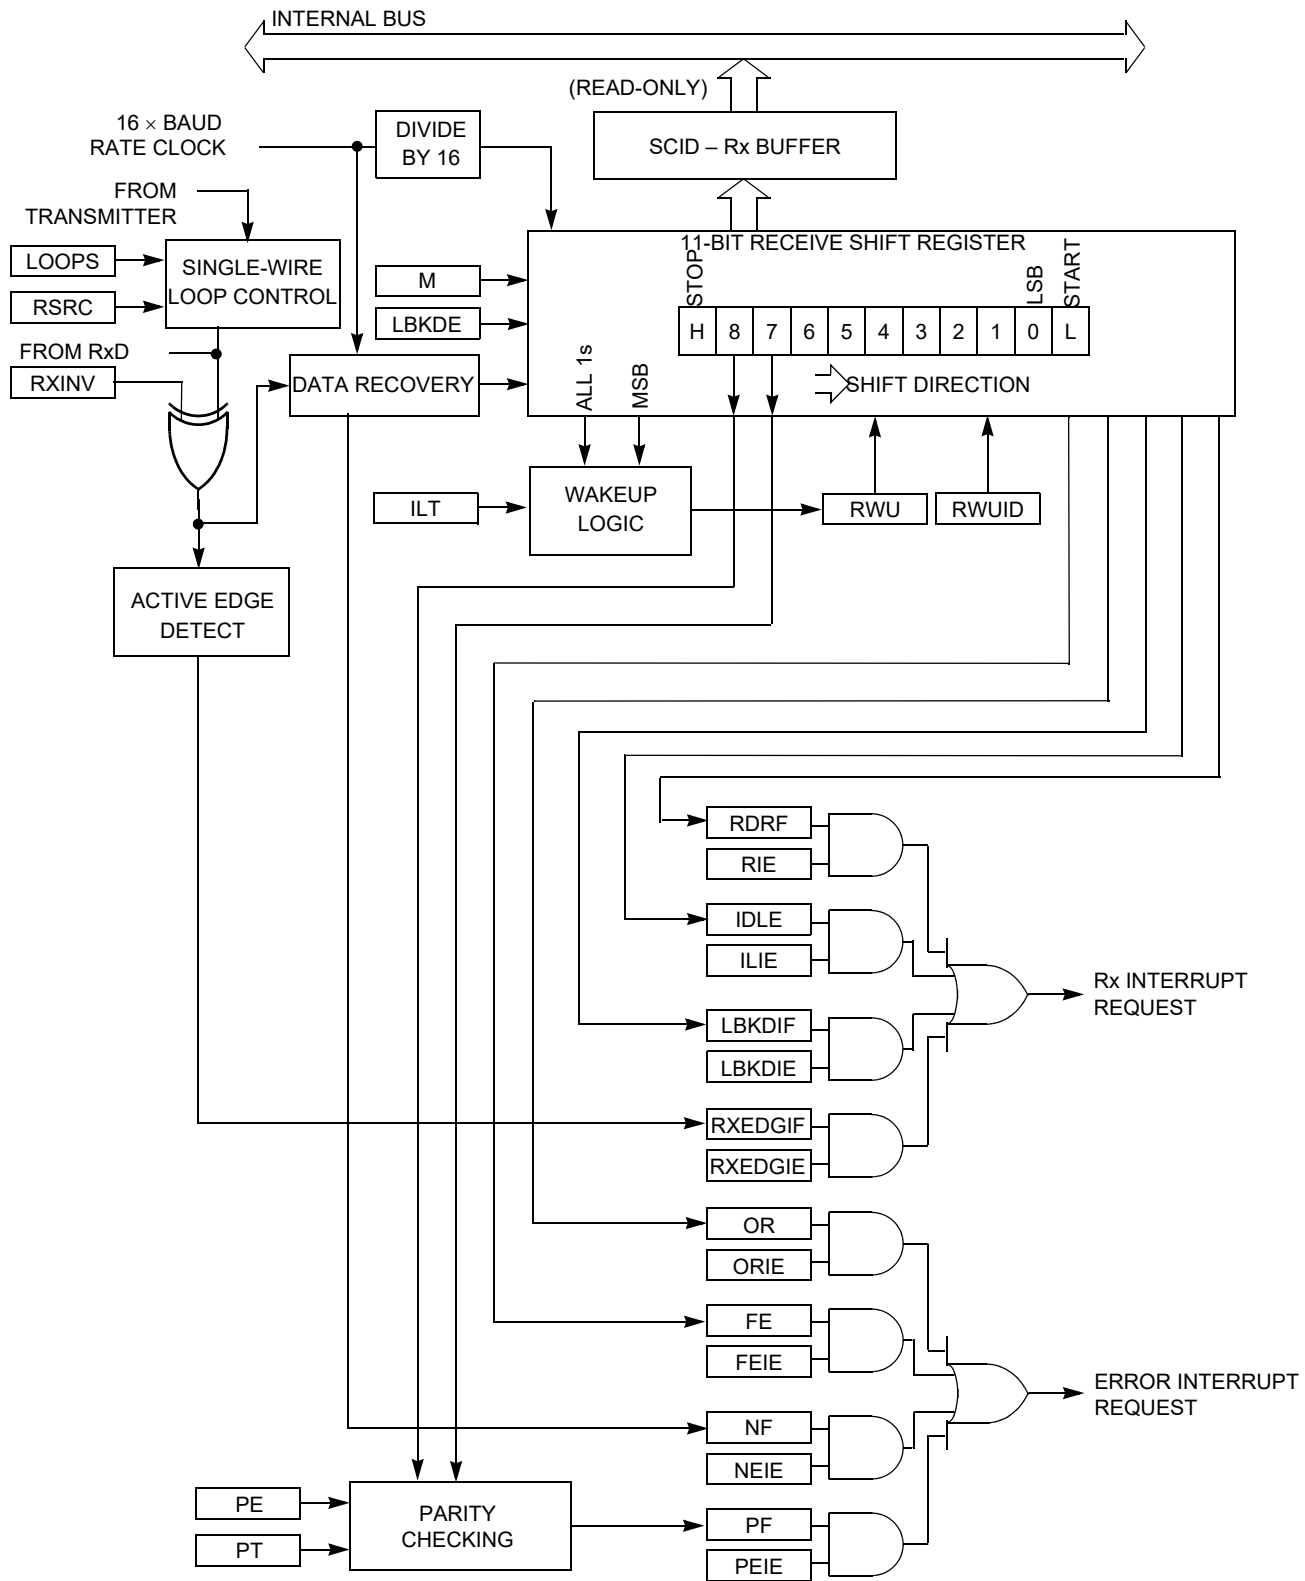 INTERNAL BUS
(READ-ONLY)
16 × BAUD
RATE CLOCK
DIVIDE
BY 16
SCID – Rx BUFFER
FROM
TRANSMITTER
11-BIT RECEIVE SHIFT REGISTER
LOOPS
RSRC
SINGLE-WIRE
LOOP CONTROL
M
LBKDE
STOP
LSB
START
H 8 7 6 5 4 3 2 1 0 L
FROM RxD
RXINV
DATA RECOVERY
ALL 1s
MSB
SHIFT DIRECTION
ILT
WAKEUP
LOGIC
RWU
RWUID
ACTIVE EDGE
DETECT
RDRF
RIE
IDLE
ILIE
Rx INTERRUPT
REQUEST
LBKDIF
LBKDIE
RXEDGIF
RXEDGIE
OR
ORIE
FE
FEIE
ERROR INTERRUPT
REQUEST
NF
NEIE
PE
PT
PARITY
CHECKING
PF
PEIE